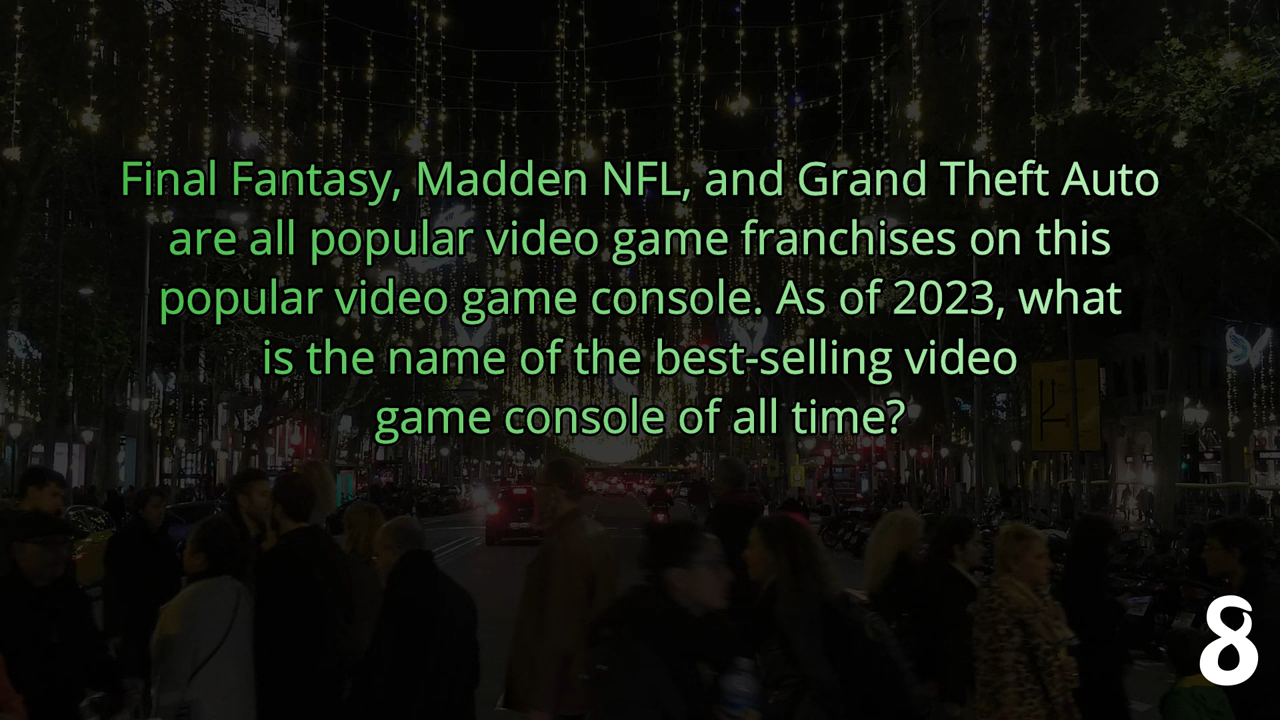 Final Fantasy, Madden NFL, and Grand Theft Auto
are all popular video game franchises on this
popular video game console. As of 2023, what
is the name of the best-selling video
game console of all time?
8